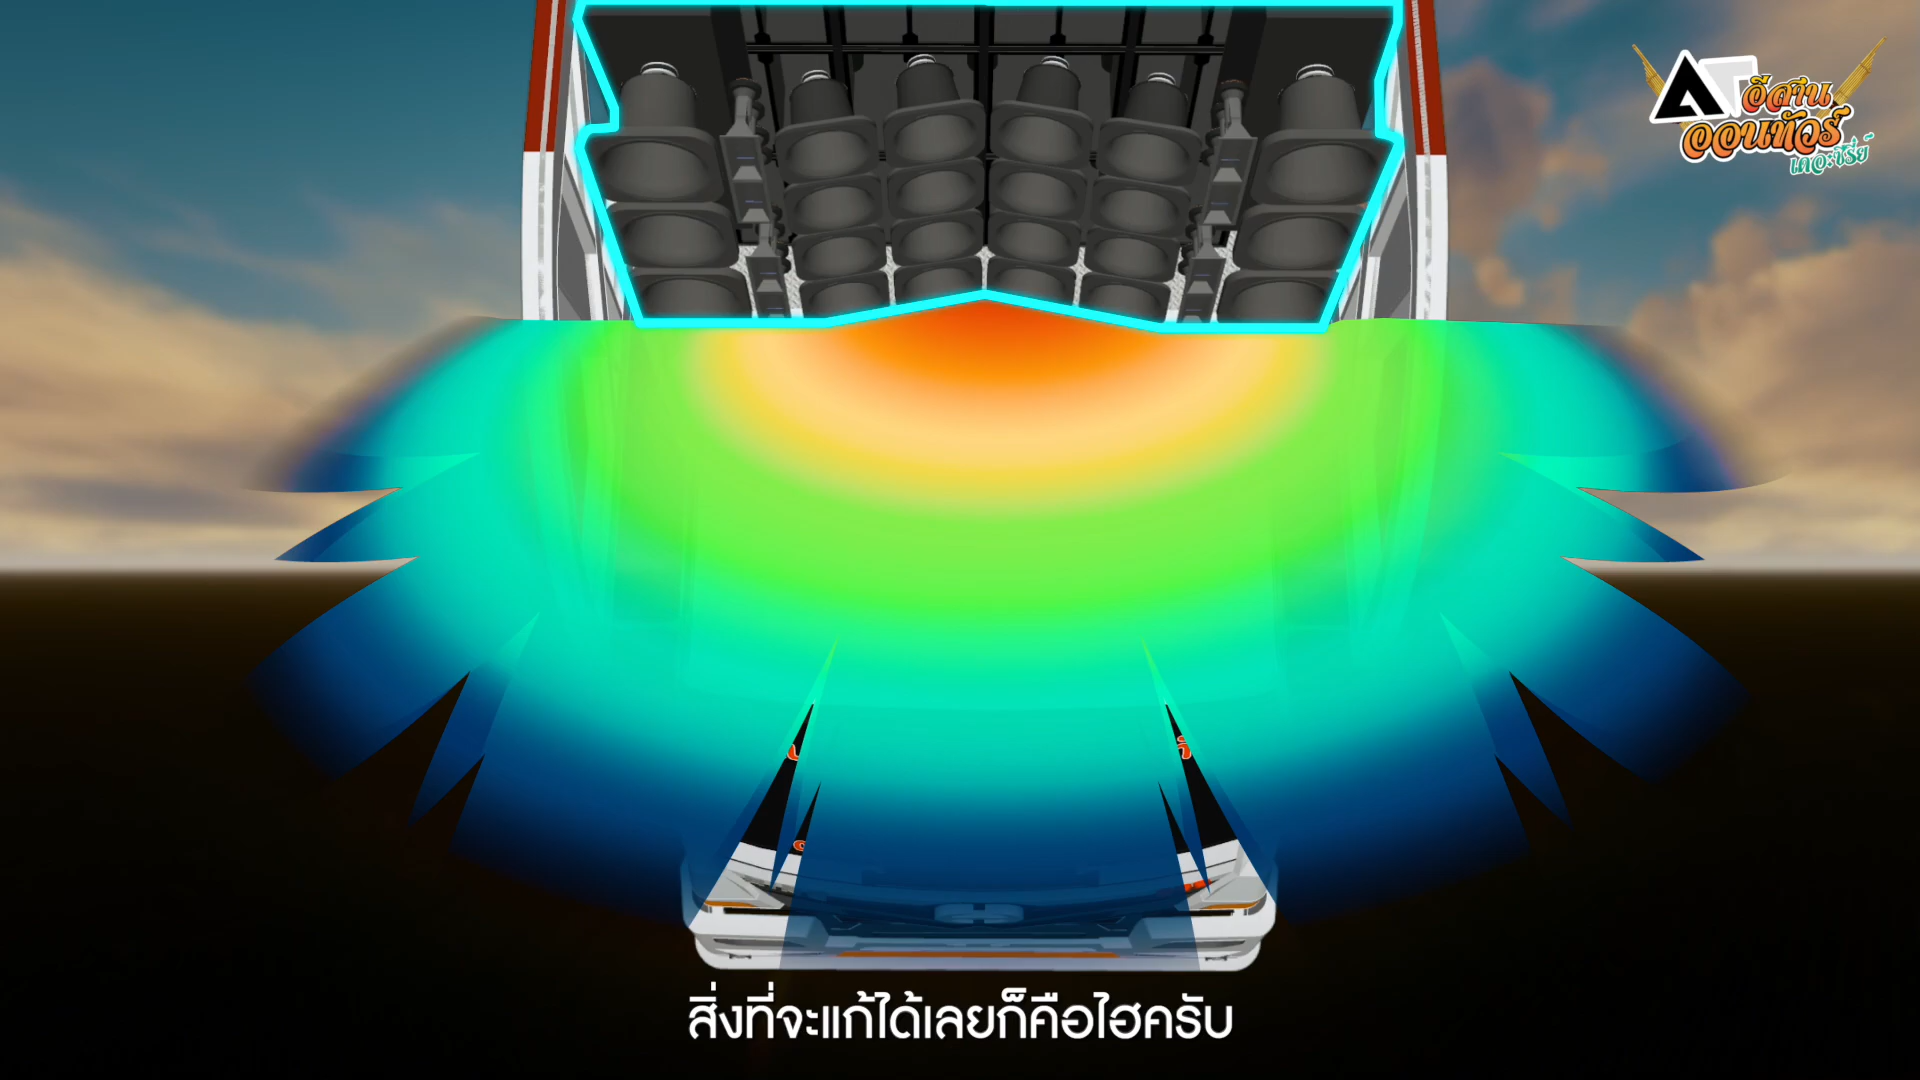 AT อีสาน
ออนทัวร์
เดอะซีรี่ย์
สิ่งที่จะแก้ได้เลยก็คือไฮครับ